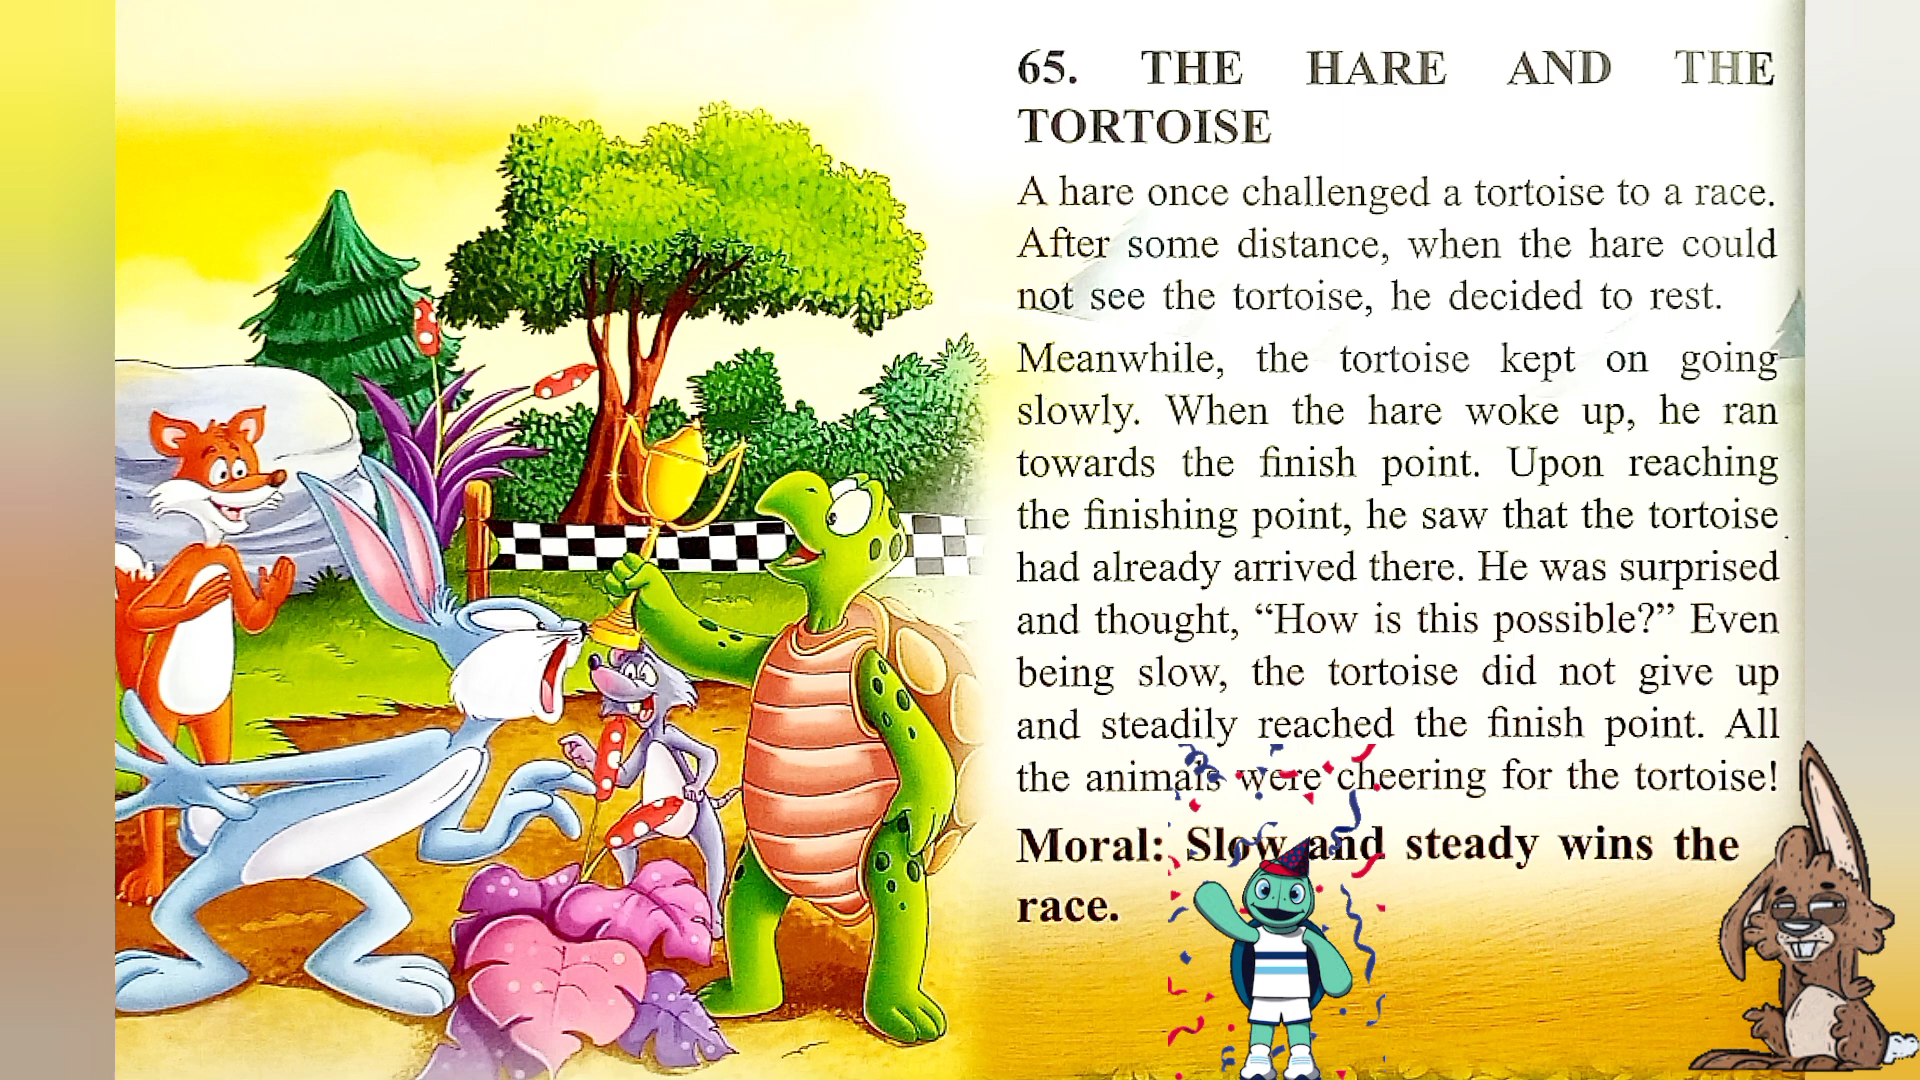 65. THE HARE AND THE
TORTOISE
A hare once challenged a tortoise to a race.
After some distance, when the hare could
not see the tortoise, he decided to rest.
Meanwhile, the tortoise kept on going
slowly. When the hare woke up, he ran
towards the finish point. Upon reaching
the finishing point, he saw that the tortoise
had already arrived there. He was surprised
and thought, “How is this possible?” Even
being slow, the tortoise did not give up
and steadily reached the finish point. All
the animals were cheering for the tortoise!
Moral: Slow and steady wins the
race.